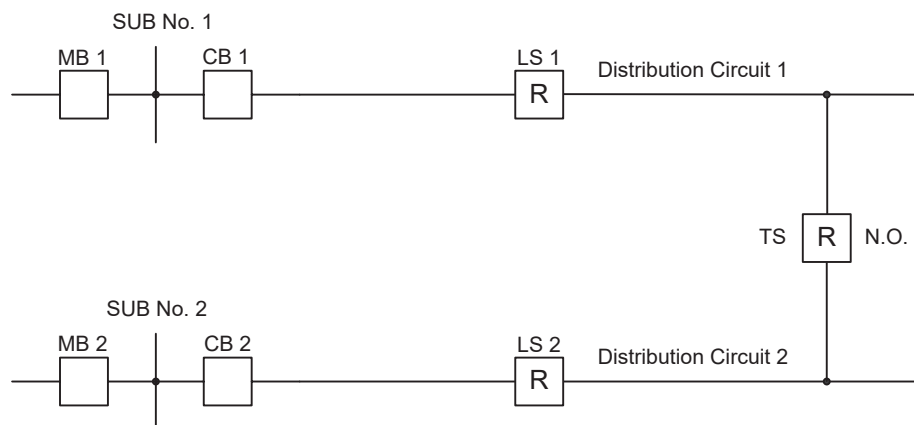 SUB No. 1
MB 1
CB 1
LS 1
R
Distribution Circuit 1
TS
R
N.O.
SUB No. 2
MB 2
CB 2
LS 2
R
Distribution Circuit 2